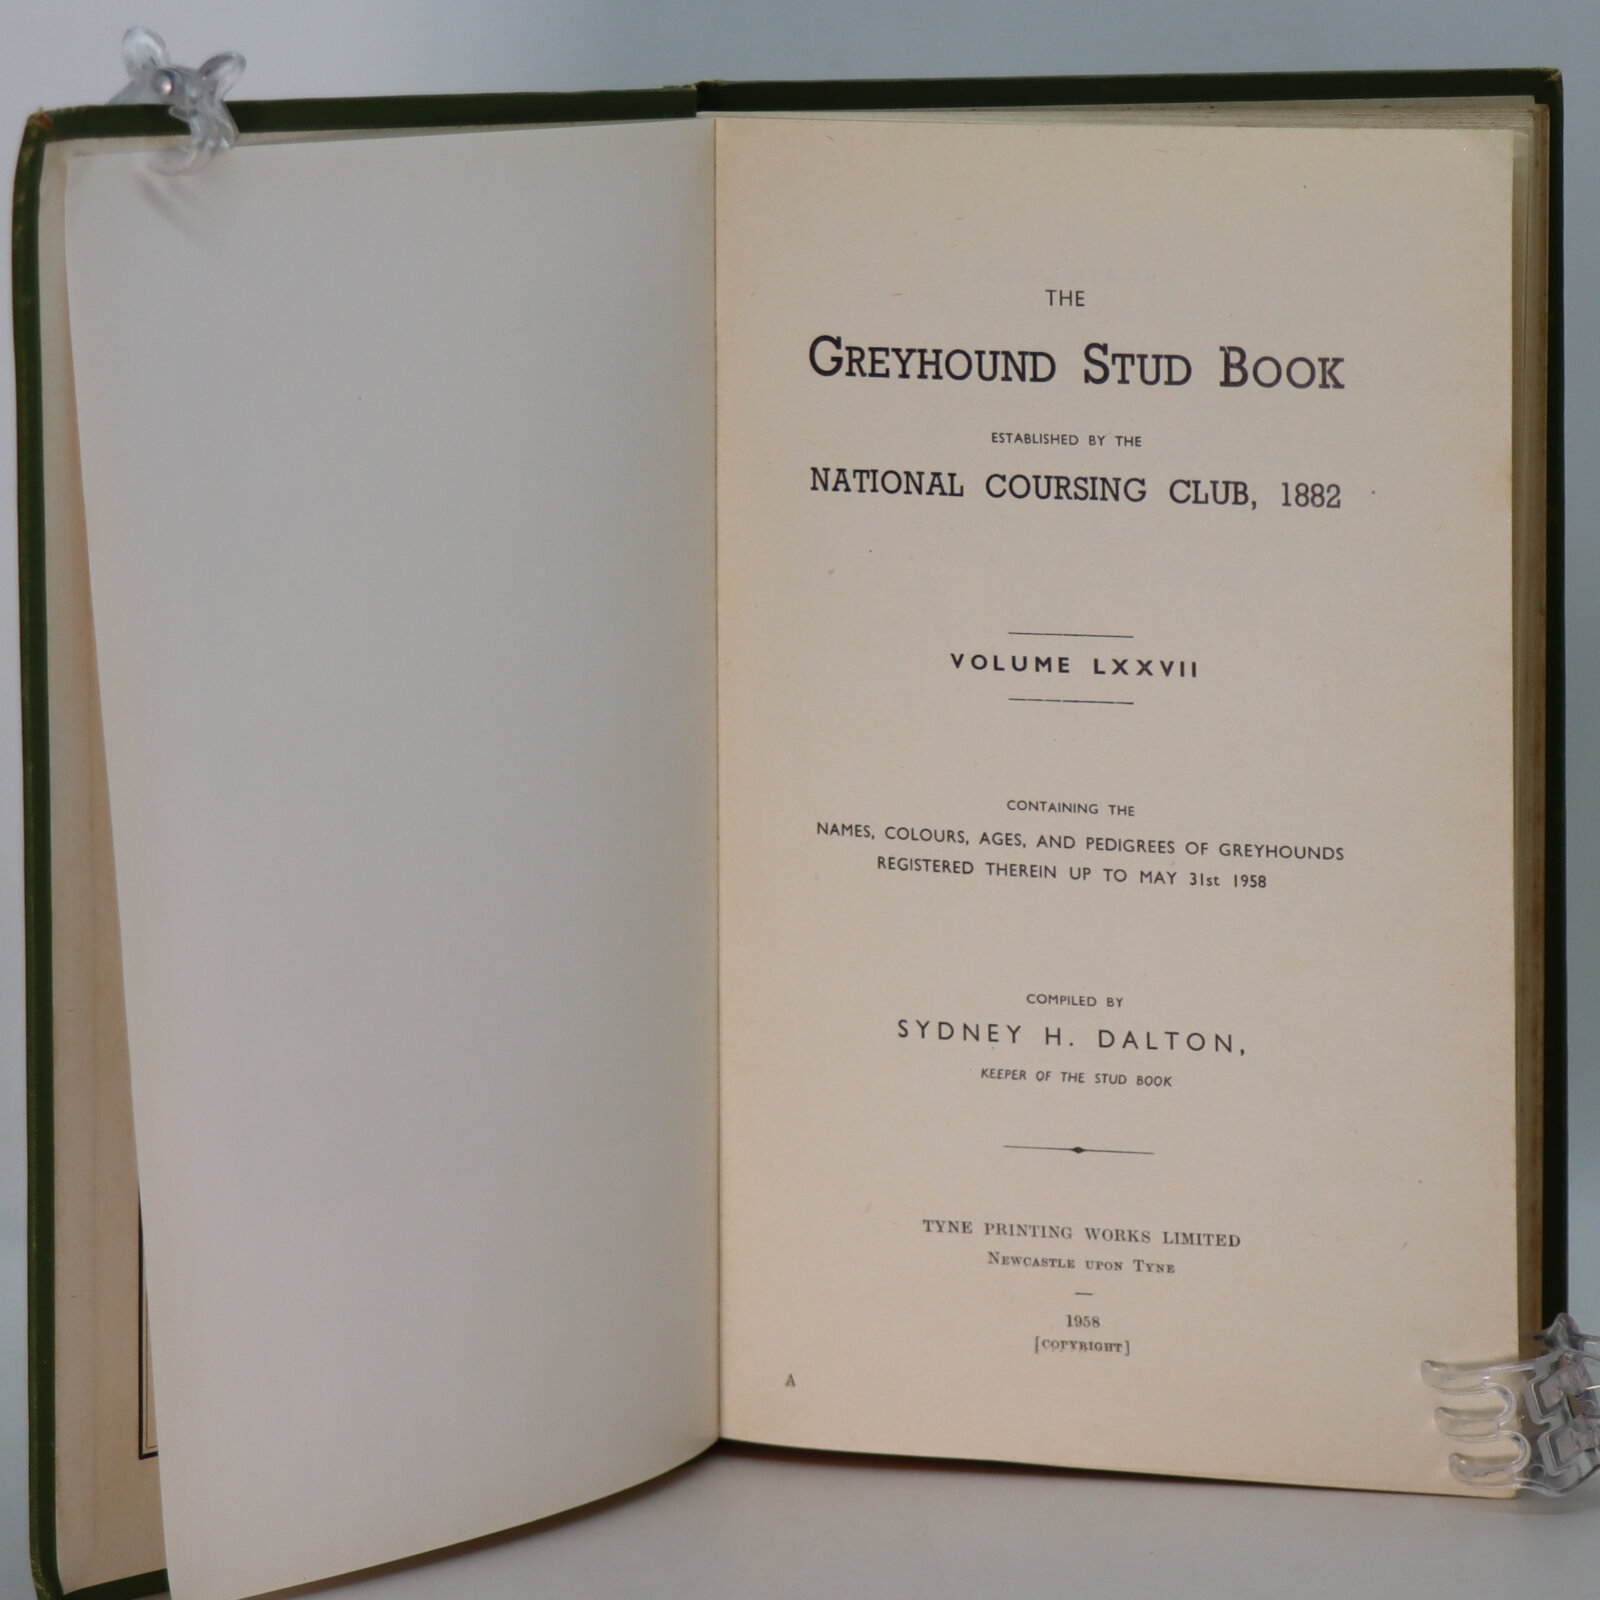 THE
GREYHOUND STUD BOOK
ESTABLISHED BY THE
NATIONAL COURSING CLUB, 1882
VOLUME LXXVII
CONTAINING THE
NAMES, COLOURS, AGES, AND PEDIGREES OF GREYHOUNDS
REGISTERED THEREIN UP TO MAY 31st 1958
COMPILED BY
SYDNEY H. DALTON,
KEEPER OF THE STUD BOOK
TYNE PRINTING WORKS LIMITED
NEWCASTLE UPON TYNE
1958
[COPYRIGHT]
A